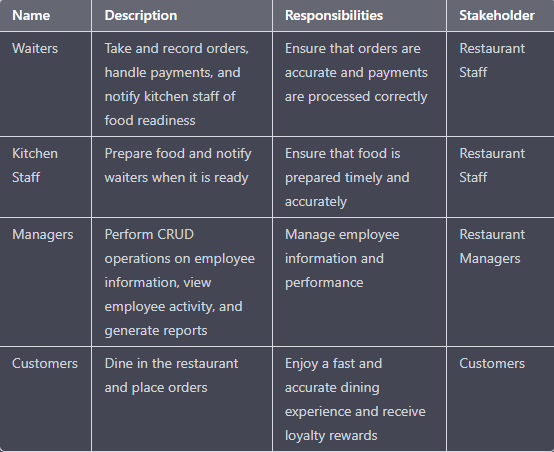 Name Description Responsibilities Stakeholder
Waiters Take and record orders, Ensure that orders are Restaurant
handle payments, and accurate and payments Staff
notify kitchen staff of are processed correctly
food readiness
Kitchen Prepare food and notify Ensure that food is Restaurant
Staff waiters when it is ready prepared timely and Staff
accurately
Managers Perform CRUD Manage employee Restaurant
operations on employee information and Managers
information, view performance
employee activity, and
generate reports
Customers Dine in the restaurant Enjoy a fast and Customers
and place orders accurate dining
experience and receive
loyalty rewards